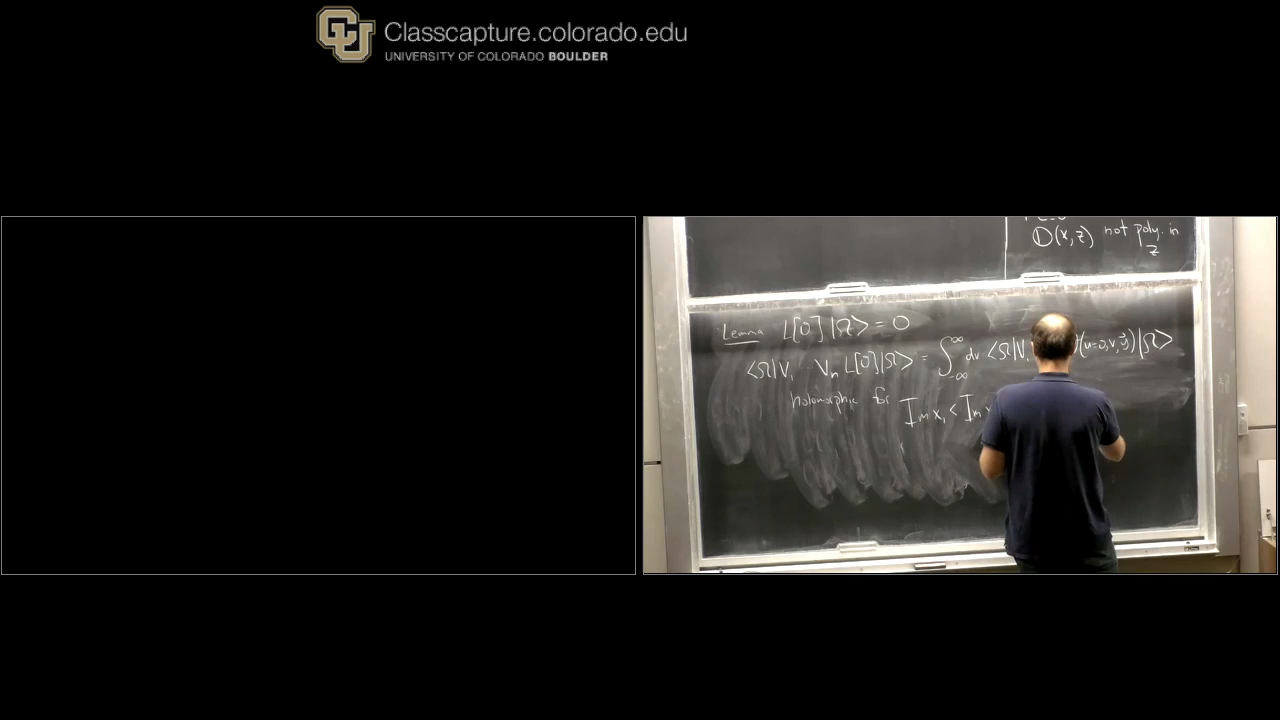 Classcapture.colorado.edu
UNIVERSITY OF COLORADO BOULDER
𝕆(x,z) not poly. in
z
Lemma L[O] |Ω> = 0
<Ω|V₁ Vₙ L[O]|Ω> = ∫_{-∞}^{∞} dv <Ω|V₁ (u=0,v,y⃗)|Ω>
holomorphic for Im x₁ < Im x